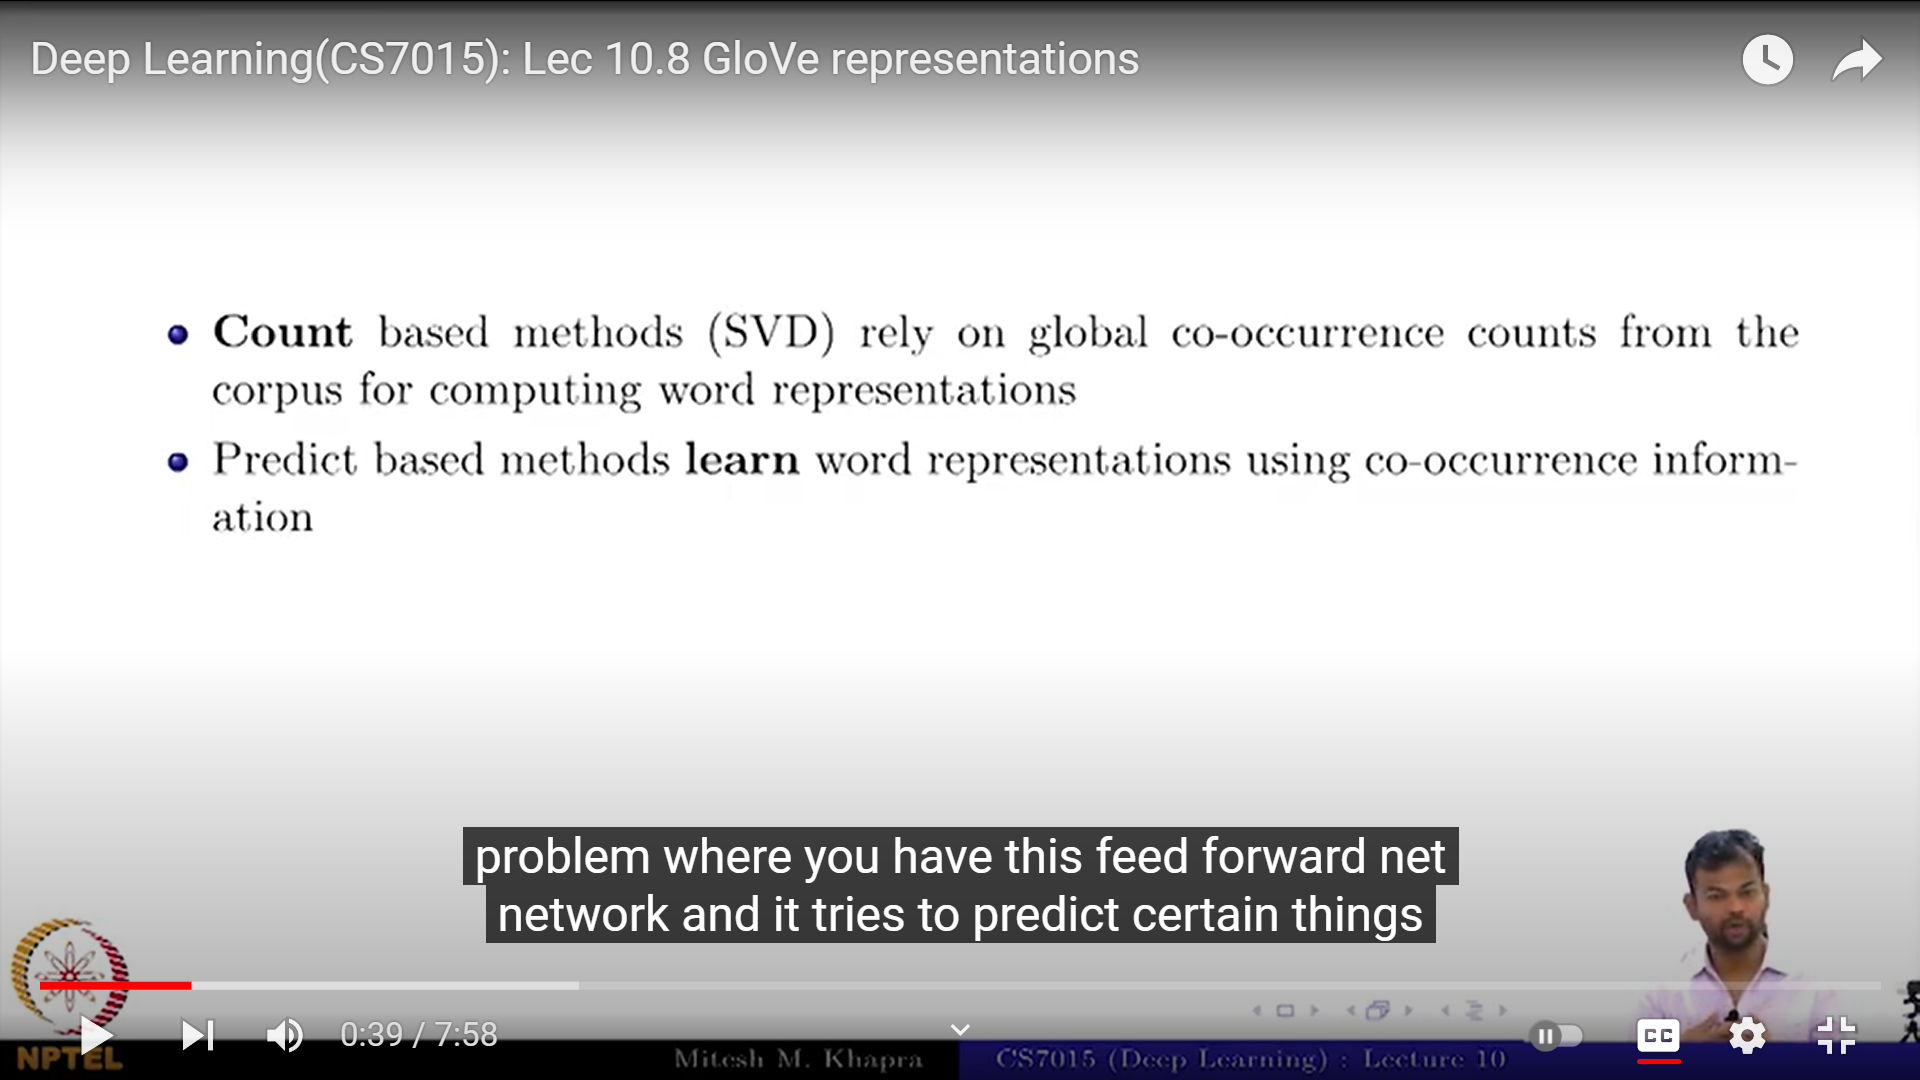 Deep Learning(CS7015): Lec 10.8 GloVe representations
Count based methods (SVD) rely on global co-occurrence counts from the
corpus for computing word representations
Predict based methods learn word representations using co-occurrence inform-
ation
problem where you have this feed forward net
network and it tries to predict certain things
0:39 / 7:58
CC
NPTEL
Mitesh M. Khapra
CS7015 (Deep Learning) : Lecture 10